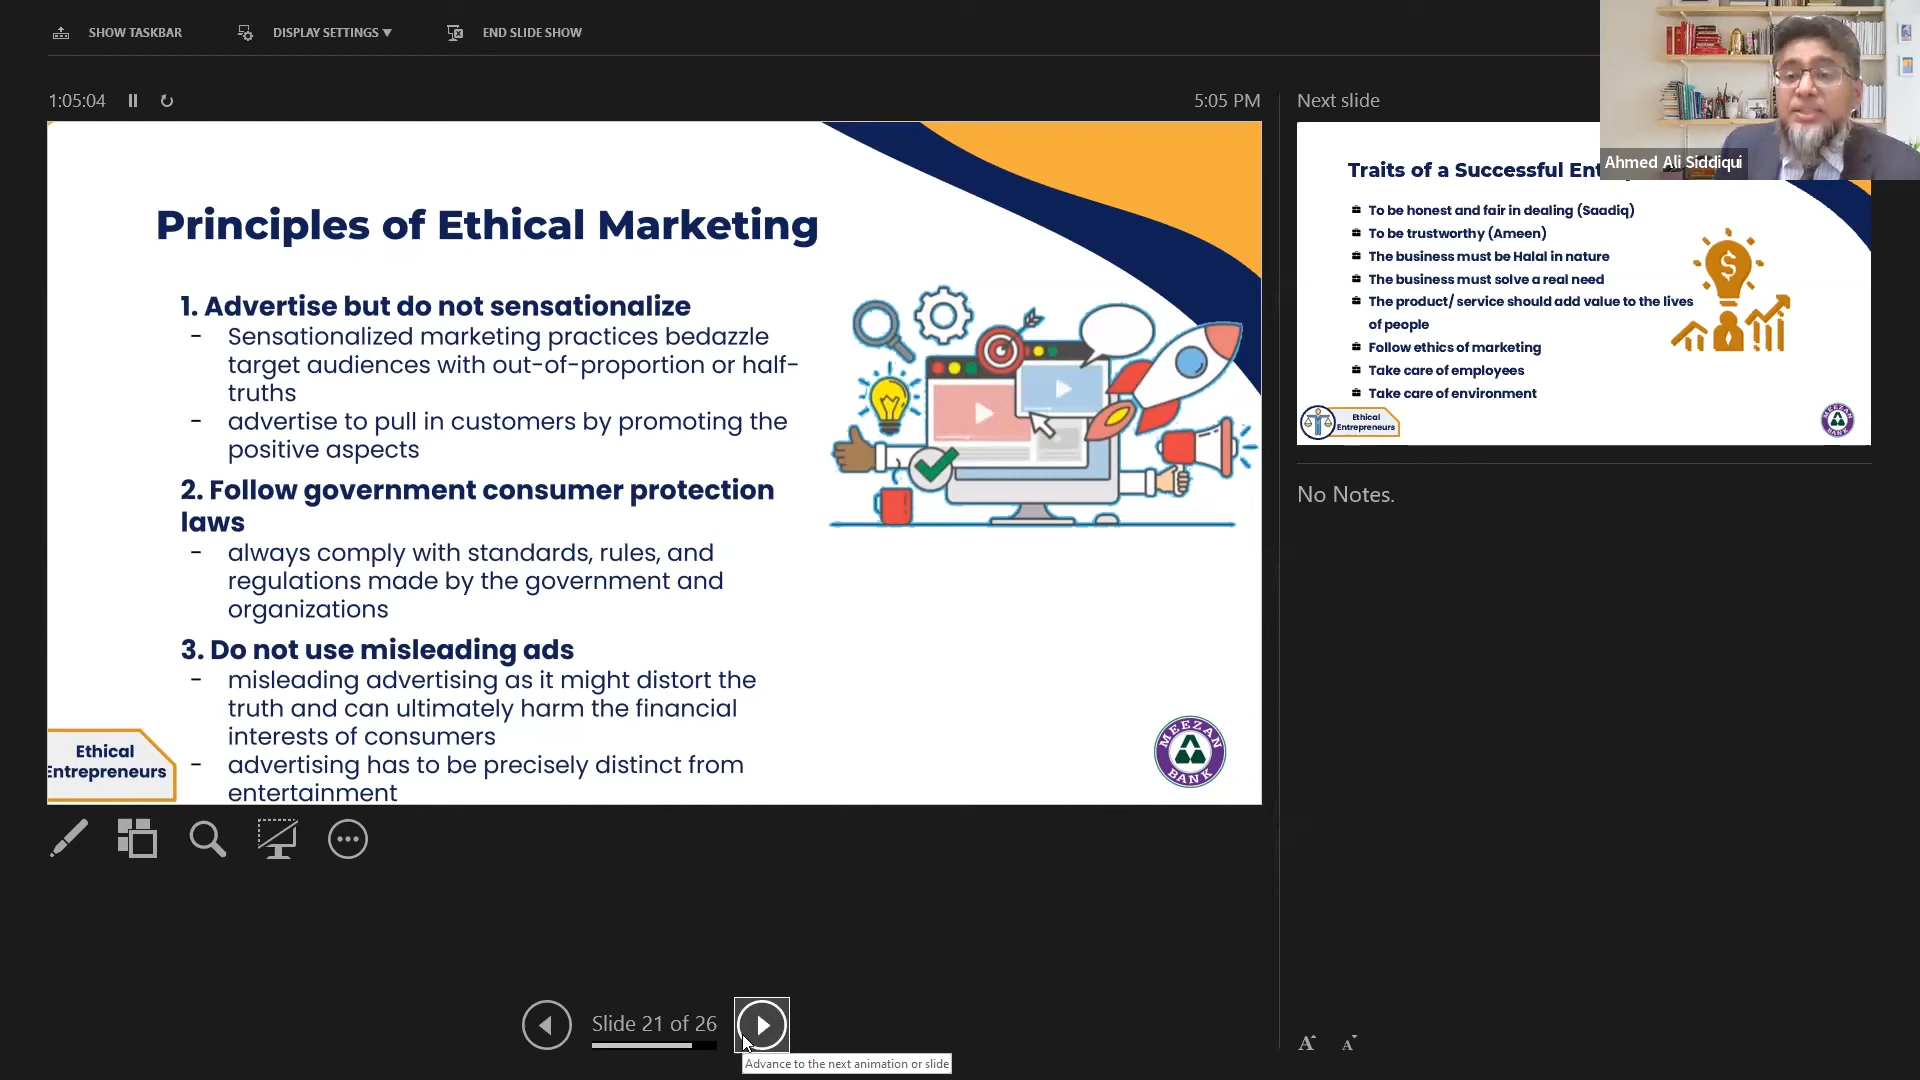 SHOW TASKBAR
DISPLAY SETTINGS
END SLIDE SHOW
1:05:04
5:05 PM
Principles of Ethical Marketing
1. Advertise but do not sensationalize
- Sensationalized marketing practices bedazzle
target audiences with out-of-proportion or half-
truths
- advertise to pull in customers by promoting the
positive aspects
2. Follow government consumer protection
laws
- always comply with standards, rules, and
regulations made by the government and
organizations
3. Do not use misleading ads
- misleading advertising as it might distort the
truth and can ultimately harm the financial
interests of consumers
- advertising has to be precisely distinct from
entertainment
Ethical
Entrepreneurs
MEEZAN
BANK
Slide 21 of 26
Advance to the next animation or slide
Next slide
Ahmed Ali Siddiqui
Traits of a Successful
To be honest and fair in dealing (Saadiq)
To be trustworthy (Ameen)
The business must be Halal in nature
The business must solve a real need
The product/ service should add value to the lives
of people
Follow ethics of marketing
Take care of employees
Take care of environment
Ethical
Entrepreneurs
MEEZAN
BANK
No Notes.
A A